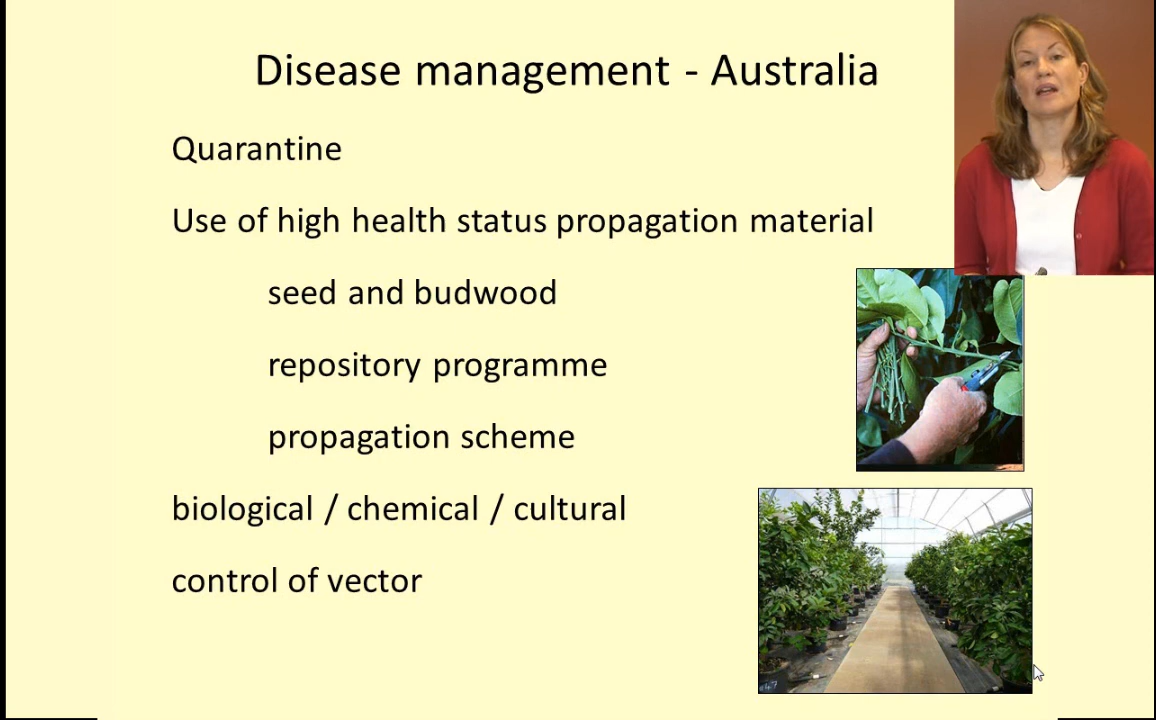 Disease management - Australia
Quarantine
Use of high health status propagation material
seed and budwood
repository programme
propagation scheme
biological / chemical / cultural
control of vector